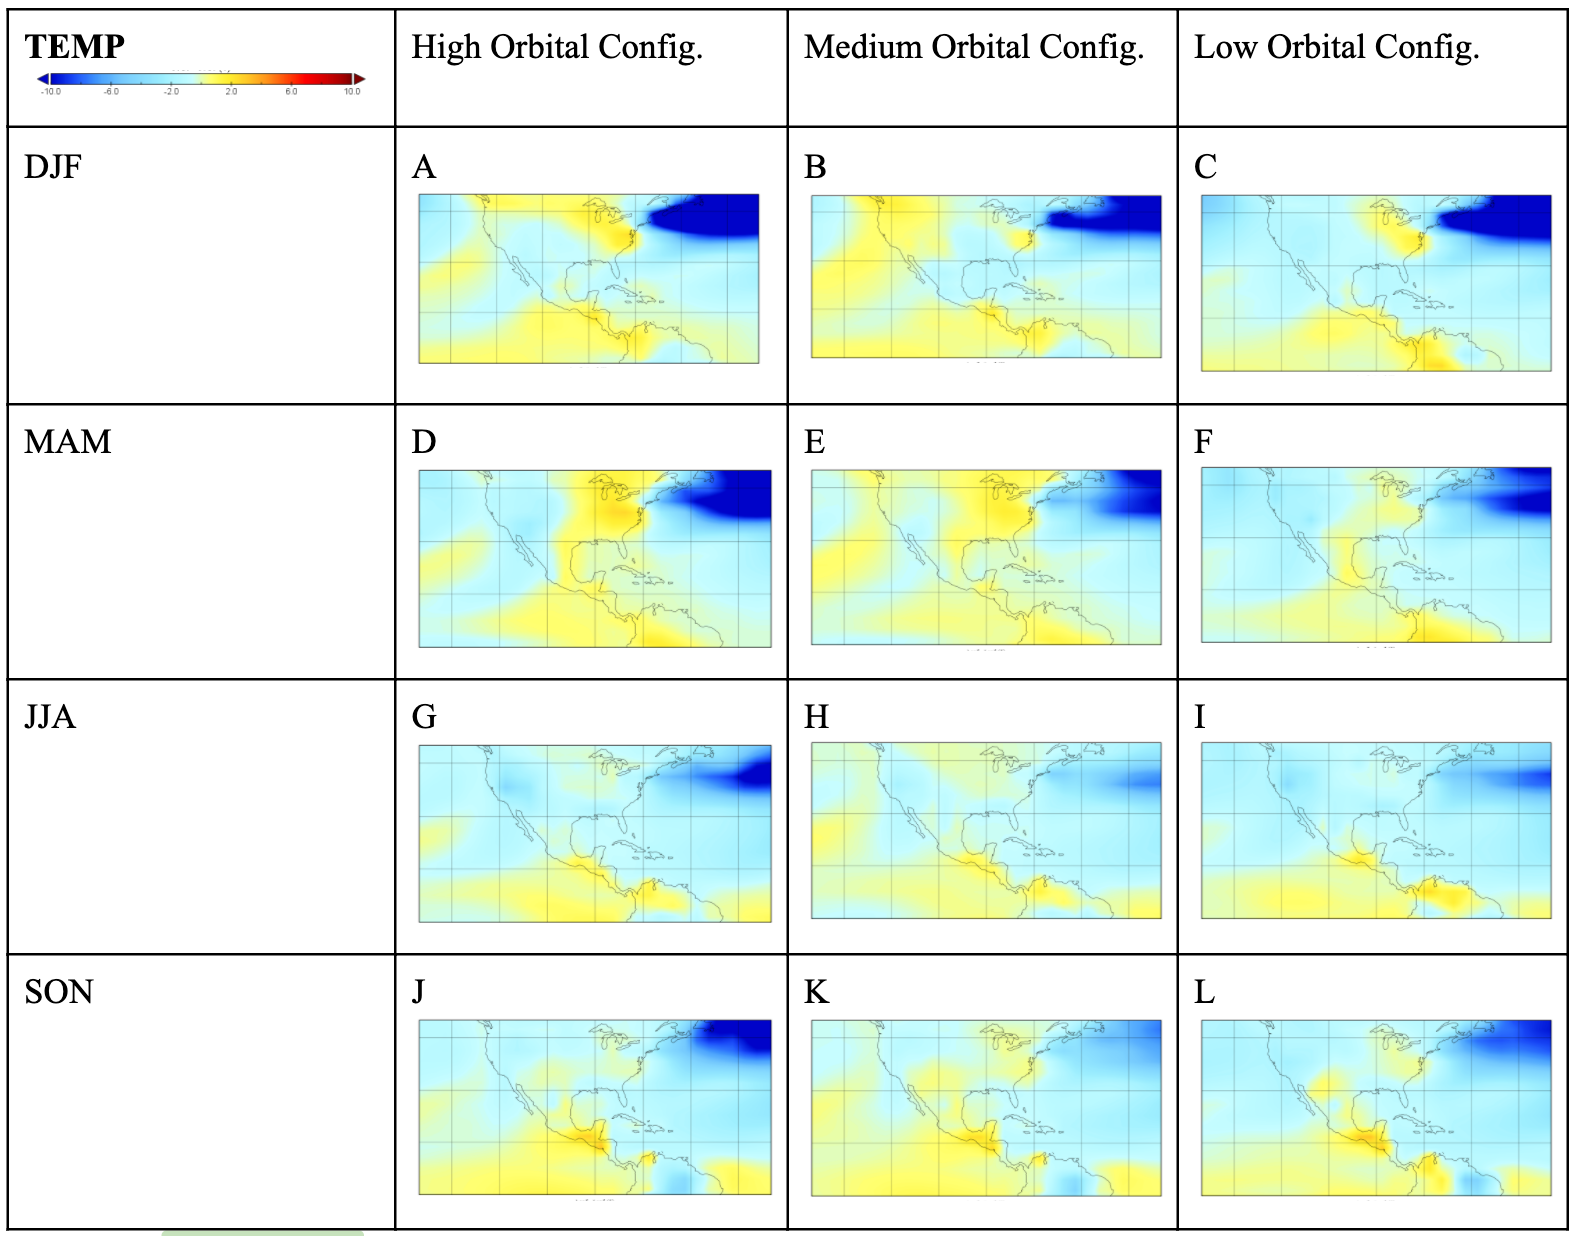 TEMP
High Orbital Config.
Medium Orbital Config.
Low Orbital Config.
-10.0 -6.0 -2.0 2.0 6.0 10.0
DJF
A
B
C
MAM
D
E
F
JJA
G
H
I
SON
J
K
L